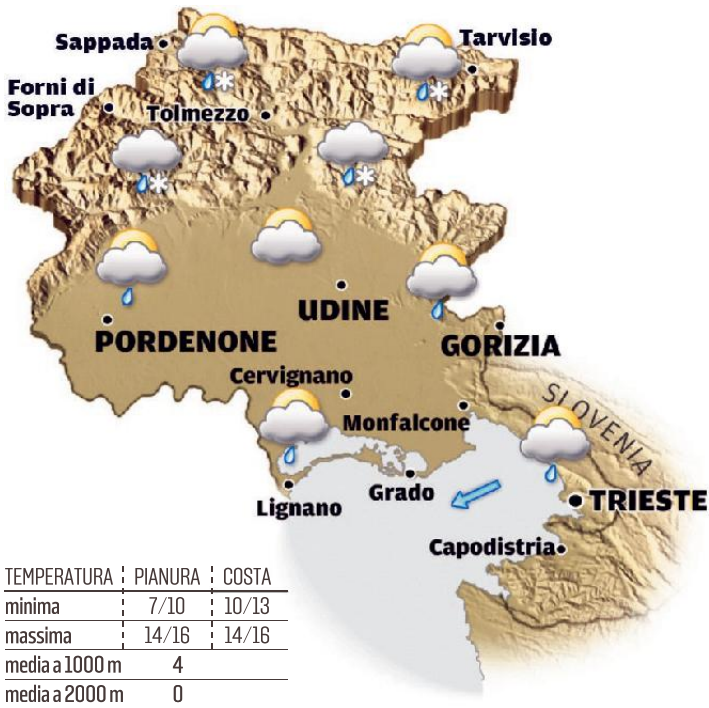 Sappada
Tarvisio
Forni di
Sopra
Tolmezzo
UDINE
PORDENONE
GORIZIA
Cervignano
SLOVENIA
Monfalcone
Grado
Lignano
TRIESTE
Capodistria
TEMPERATURA PIANURA COSTA
minima 7/10 10/13
massima 14/16 14/16
media a 1000 m 4
media a 2000 m 0